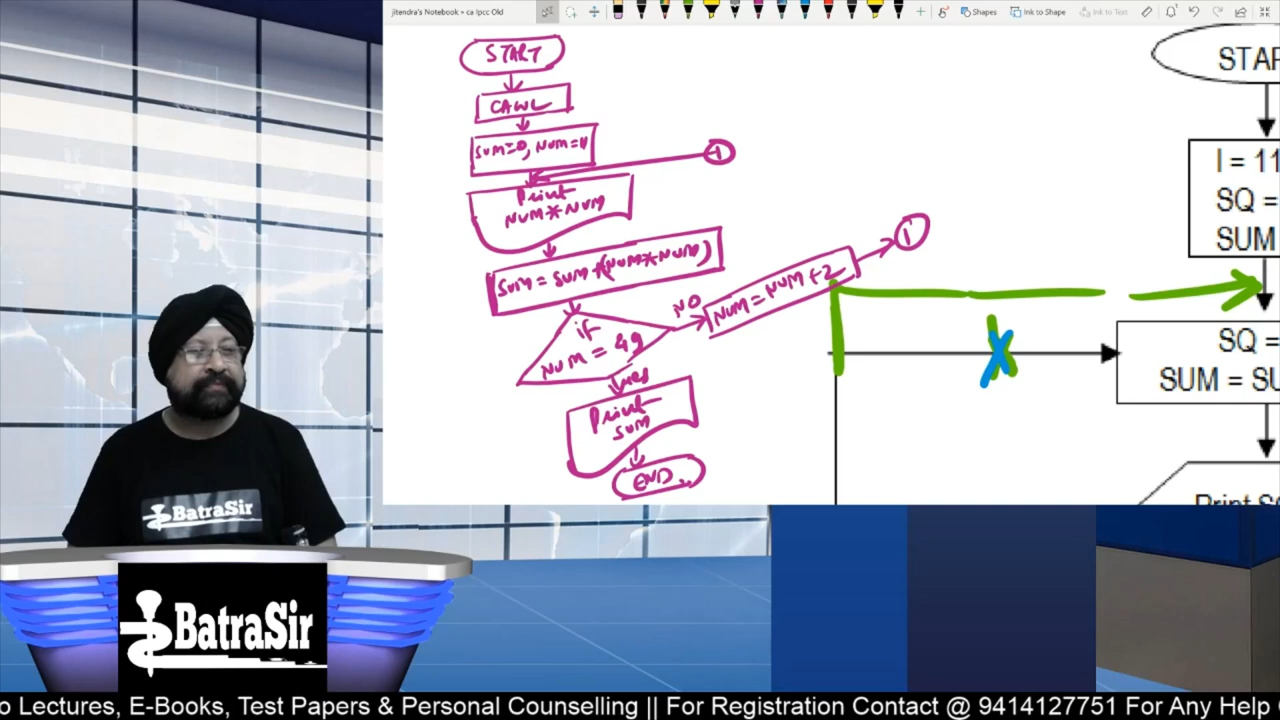 jitendra's Notebook » ca Ipcc Old
Shapes
Ink to Shape
Ink to Text
START
CAWL
SUM=0, NUM=11
1
Print
NUM*NUM
SUM = SUM+(NUM*NUM)
if
NUM = 49
NO
NUM = NUM+2
1
Yes
Print
SUM
END
STAR
I = 11
SQ =
SUM
SQ =
SUM = SU
BatraSir
BatraSir
o Lectures, E-Books, Test Papers & Personal Counselling || For Registration Contact @ 9414127751 For Any Help